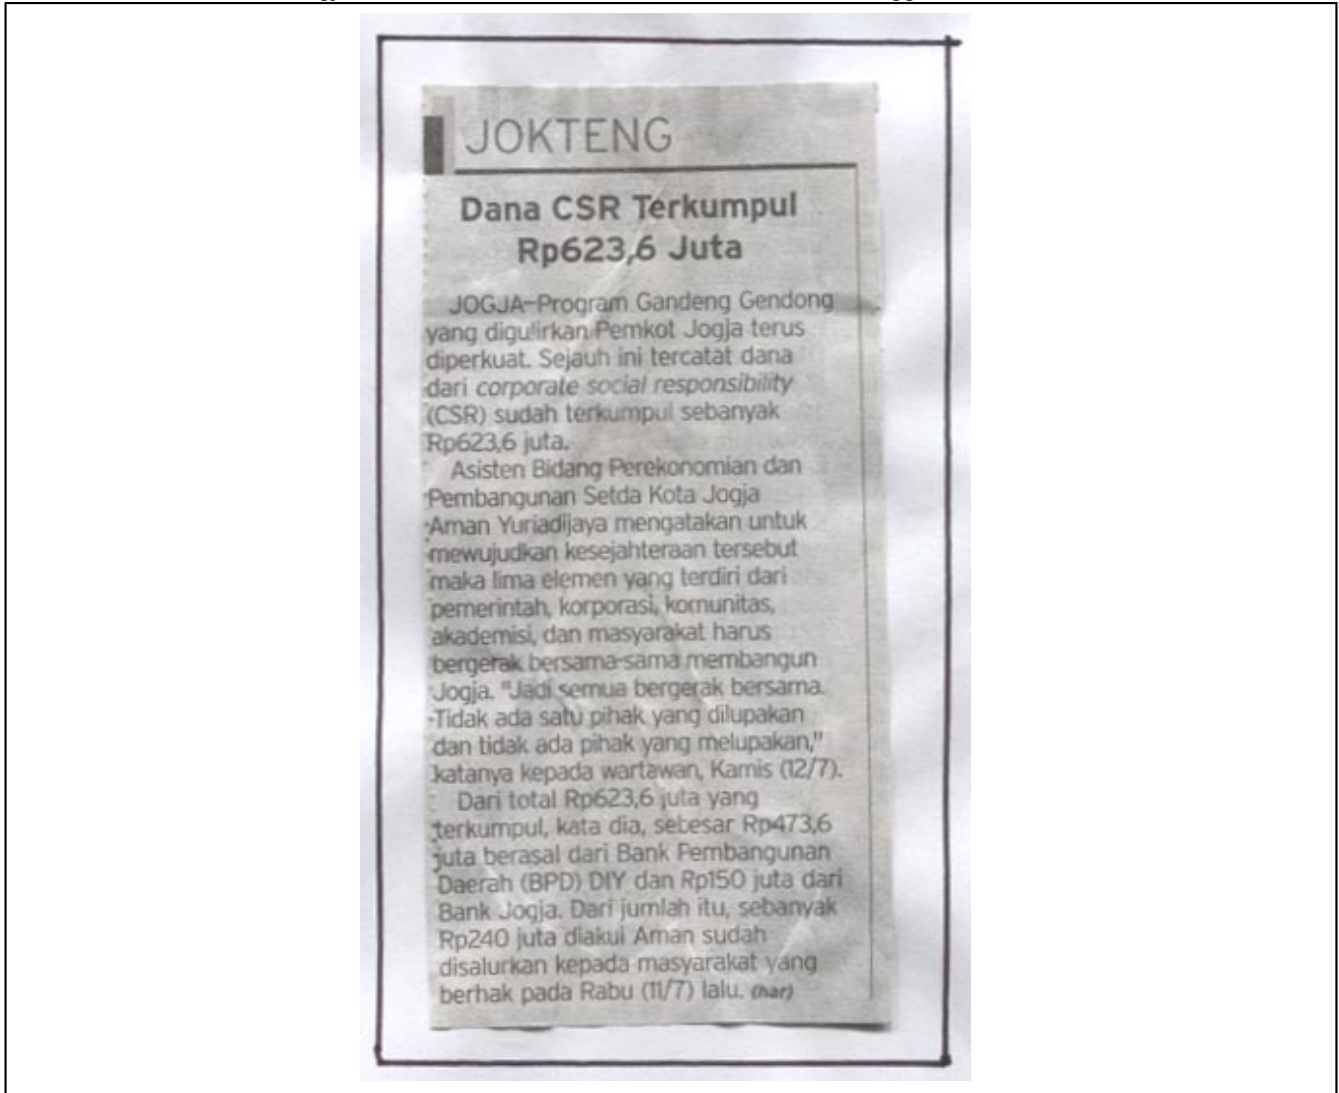 JOKTENG
Dana CSR Terkumpul
Rp623,6 Juta
JOGJA–Program Gandeng Gendong
yang digulirkan Pemkot Jogja terus
diperkuat. Sejauh ini tercatat dana
dari corporate social responsibility
(CSR) sudah terkumpul sebanyak
Rp623,6 juta.
Asisten Bidang Perekonomian dan
Pembangunan Setda Kota Jogja
Aman Yuriadijaya mengatakan untuk
mewujudkan kesejahteraan tersebut
maka lima elemen yang terdiri dari
pemerintah, korporasi, komunitas,
akademisi, dan masyarakat harus
bergerak bersama-sama membangun
Jogja. "Jadi semua bergerak bersama.
Tidak ada satu pihak yang dilupakan
dan tidak ada pihak yang melupakan,"
katanya kepada wartawan, Kamis (12/7).
Dari total Rp623,6 juta yang
terkumpul, kata dia, sebesar Rp473,6
juta berasal dari Bank Pembangunan
Daerah (BPD) DIY dan Rp150 juta dari
Bank Jogja. Dari jumlah itu, sebanyak
Rp240 juta diakui Aman sudah
disalurkan kepada masyarakat yang
berhak pada Rabu (11/7) lalu. (har)